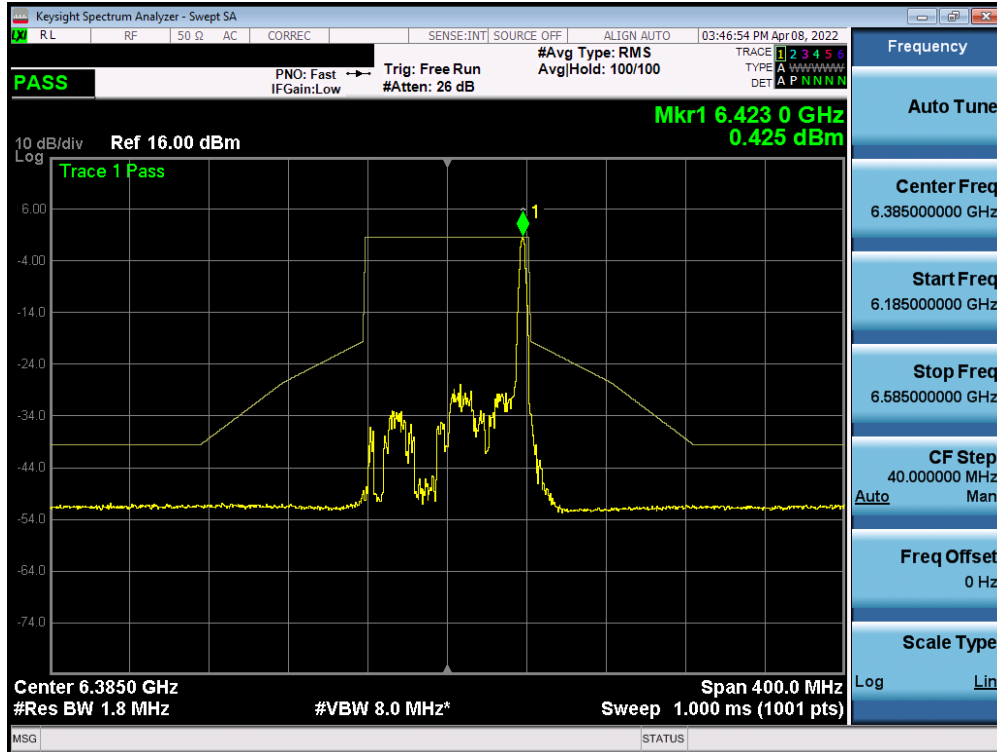 Keysight Spectrum Analyzer - Swept SA
LXI RL RF 50 Ω AC CORREC SENSE:INT SOURCE OFF ALIGN AUTO 03:46:54 PM Apr 08, 2022
PASS
PNO: Fast
IFGain:Low
Trig: Free Run
#Atten: 26 dB
#Avg Type: RMS
Avg|Hold: 100/100
TRACE 1 2 3 4 5 6
TYPE A WWWWW
DET A P N N N N
Mkr1 6.423 0 GHz
0.425 dBm
10 dB/div Ref 16.00 dBm
Log
Trace 1 Pass
1
6.00
-4.00
-14.0
-24.0
-34.0
-44.0
-54.0
-64.0
-74.0
Center 6.3850 GHz
Span 400.0 MHz
#Res BW 1.8 MHz
#VBW 8.0 MHz*
Sweep 1.000 ms (1001 pts)
MSG
STATUS
Frequency
Auto Tune
Center Freq
6.385000000 GHz
Start Freq
6.185000000 GHz
Stop Freq
6.585000000 GHz
CF Step
40.000000 MHz
Auto Man
Freq Offset
0 Hz
Scale Type
Log Lin